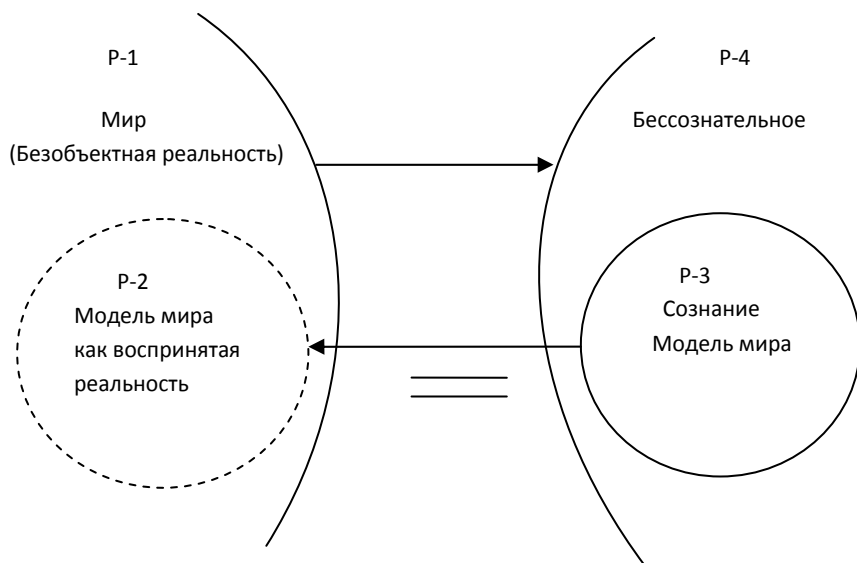 Р-1
Мир
(Безобъектная реальность)
Р-2
Модель мира
как воспринятая
реальность
Р-4
Бессознательное
Р-3
Сознание
Модель мира